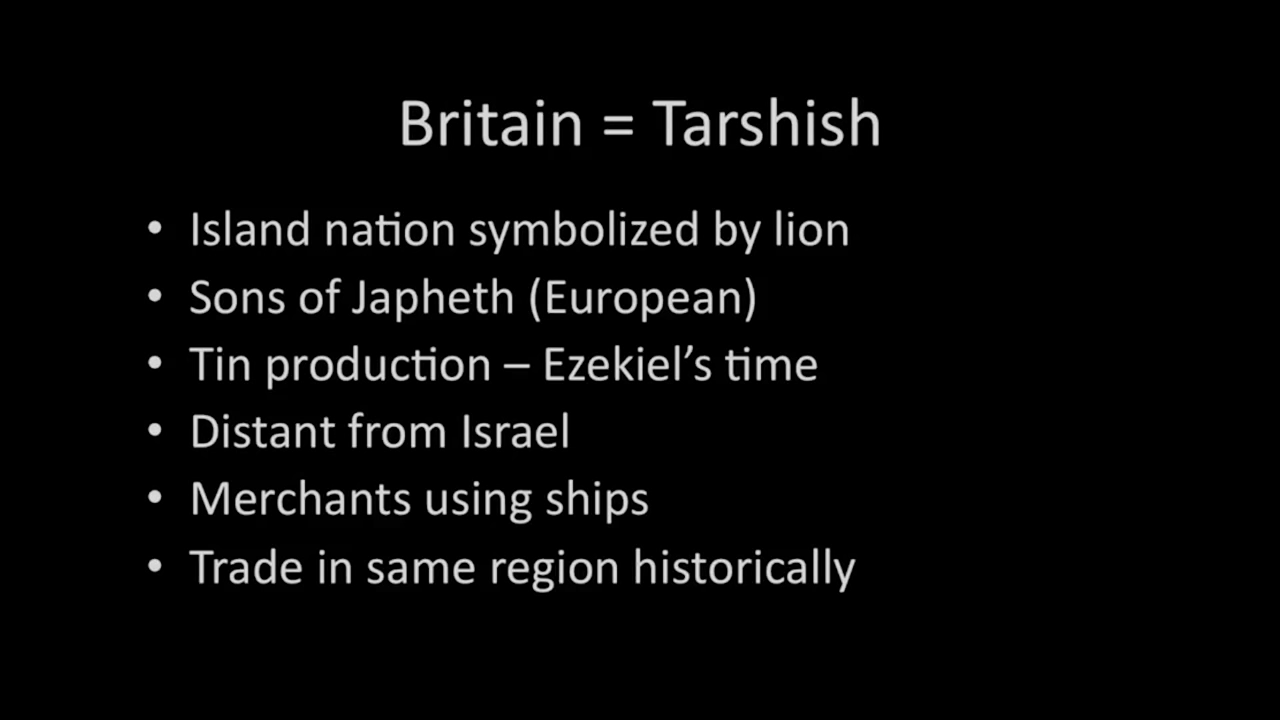 Britain = Tarshish
• Island nation symbolized by lion
• Sons of Japheth (European)
• Tin production – Ezekiel’s time
• Distant from Israel
• Merchants using ships
• Trade in same region historically